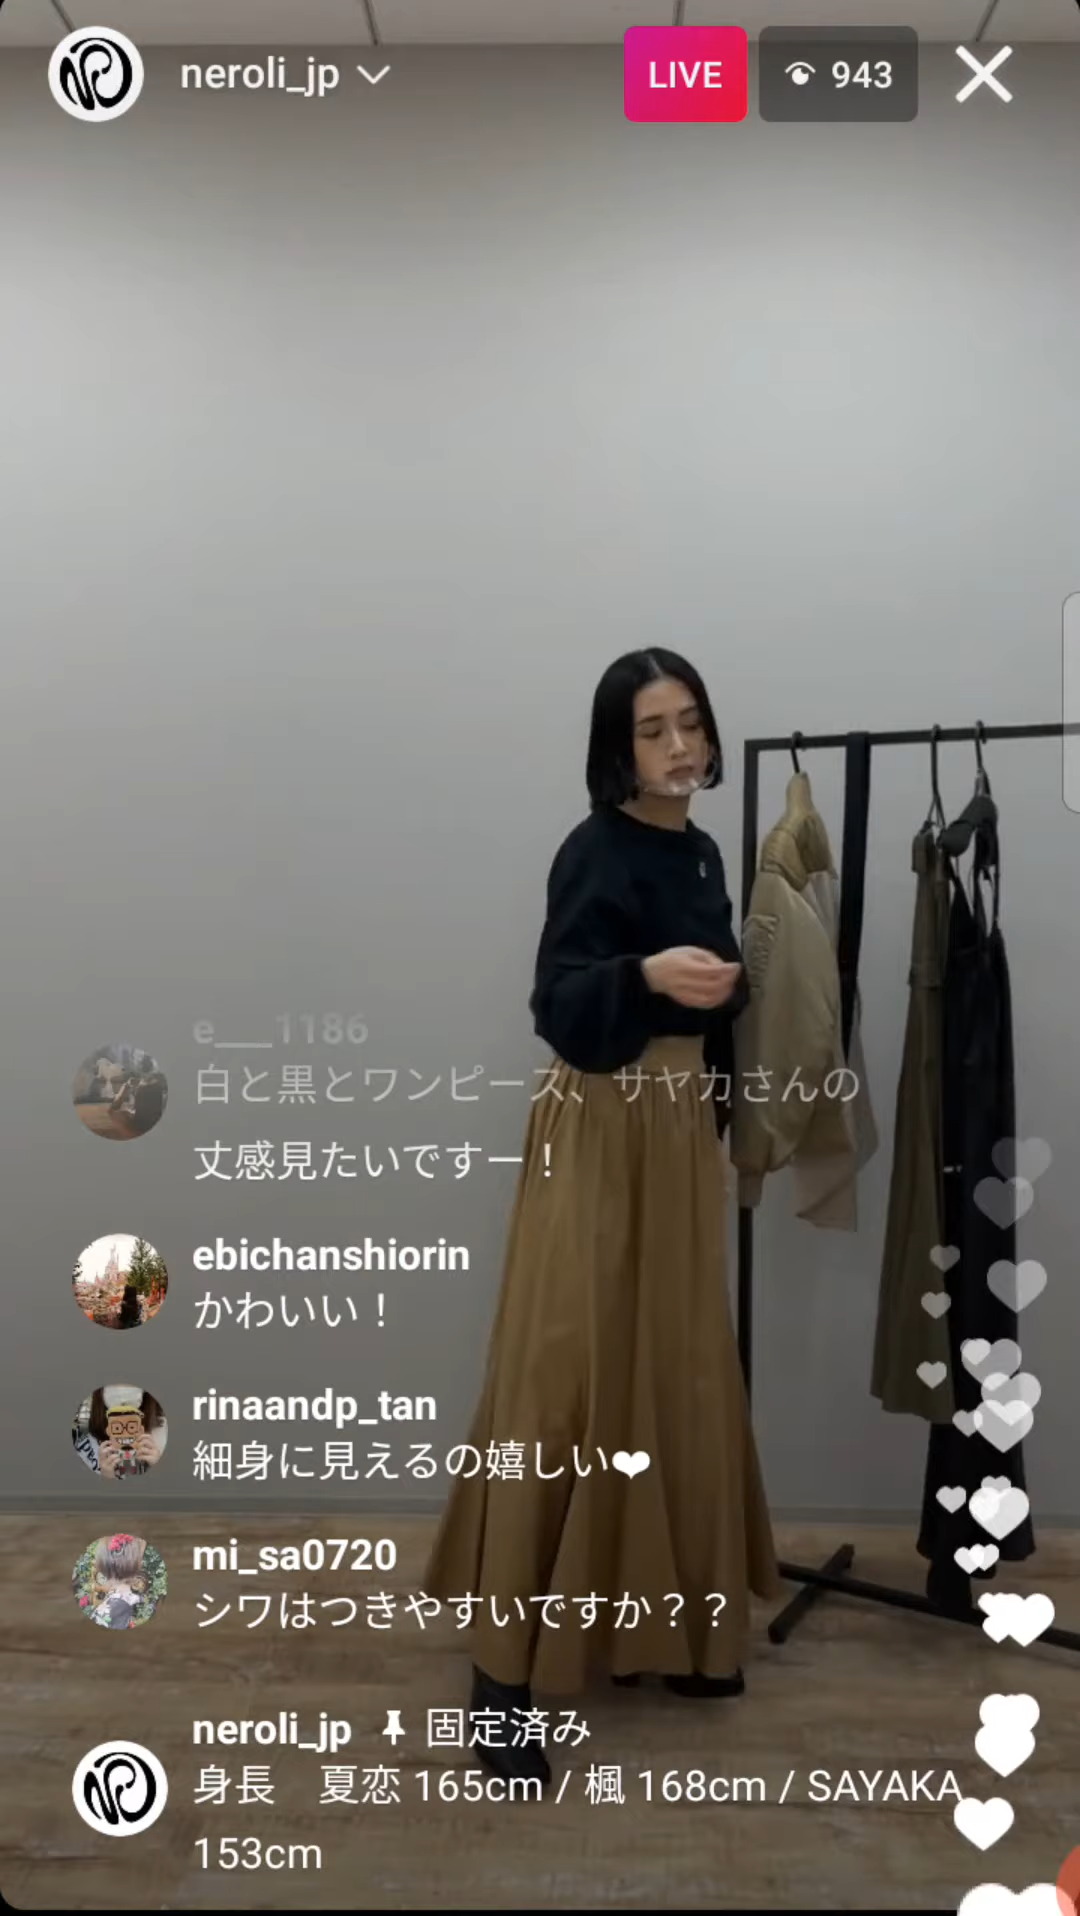 neroli_jp
LIVE
943
e___1186
白と黒とワンピース、サヤカさんの
丈感見たいですー！
ebichanshiorin
かわいい！
rinaandp_tan
細身に見えるの嬉しい❤
mi_sa0720
シワはつきやすいですか？？
neroli_jp 固定済み
身長　夏恋 165cm / 楓 168cm / SAYAKA
153cm